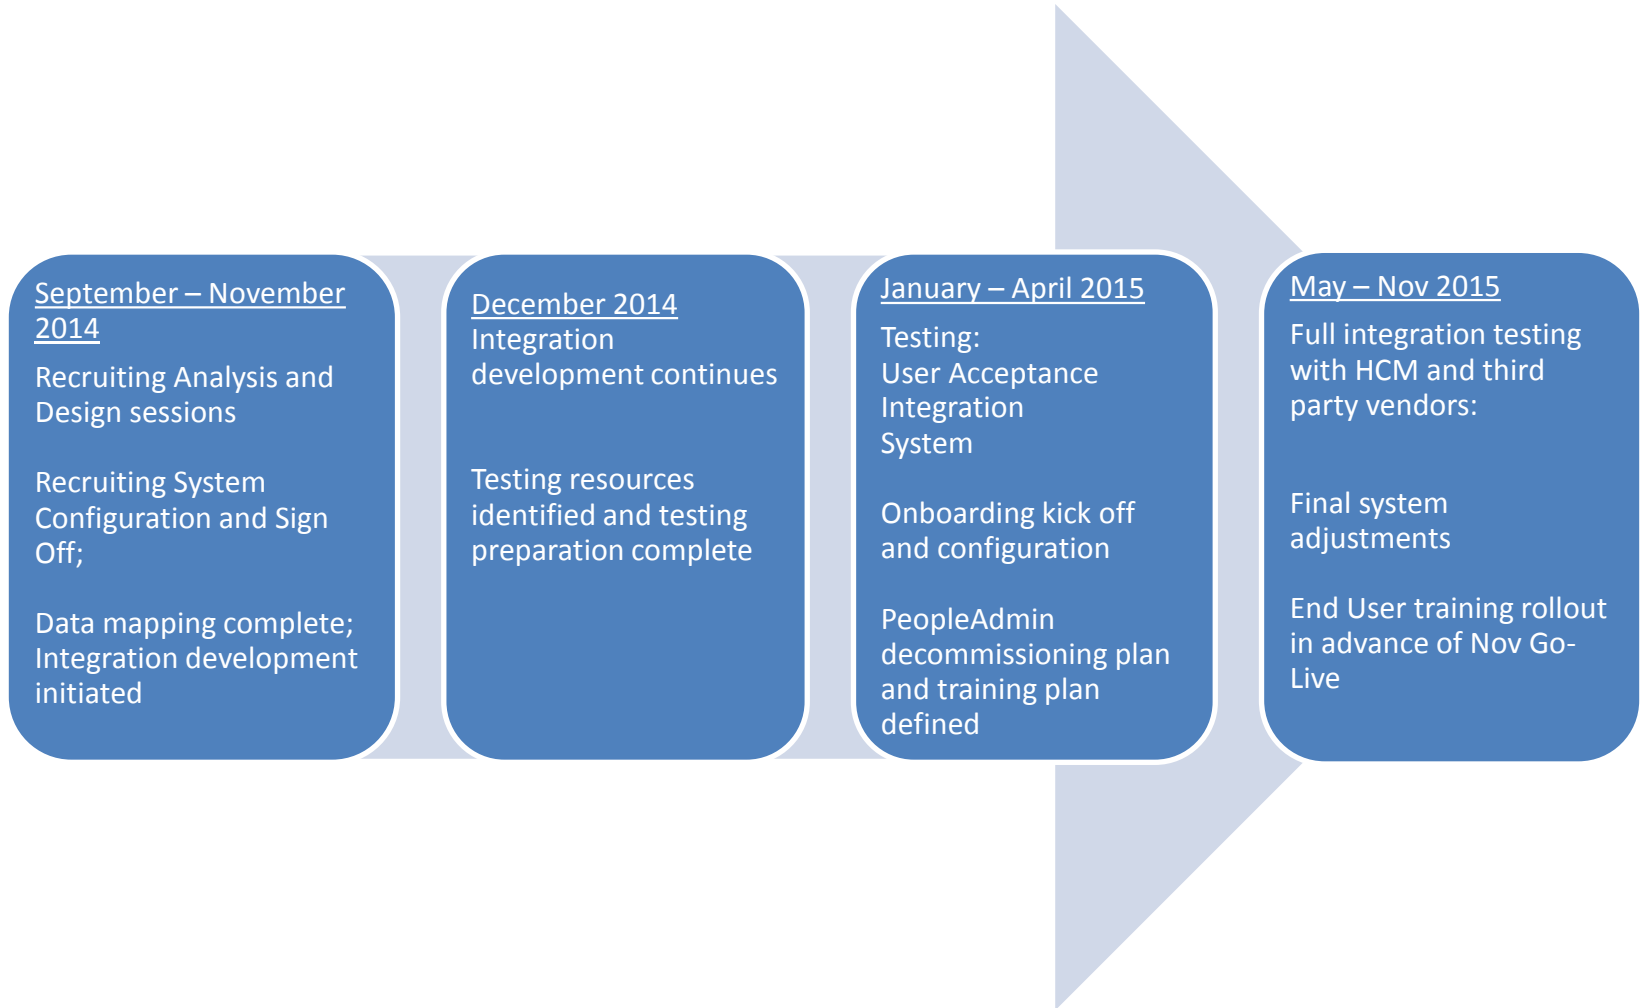 September – November
2014
Recruiting Analysis and
Design sessions
Recruiting System
Configuration and Sign
Off;
Data mapping complete;
Integration development
initiated
December 2014
Integration
development continues
Testing resources
identified and testing
preparation complete
January – April 2015
Testing:
User Acceptance
Integration
System
Onboarding kick off
and configuration
PeopleAdmin
decommissioning plan
and training plan
defined
May – Nov 2015
Full integration testing
with HCM and third
party vendors:
Final system
adjustments
End User training rollout
in advance of Nov Go-
Live